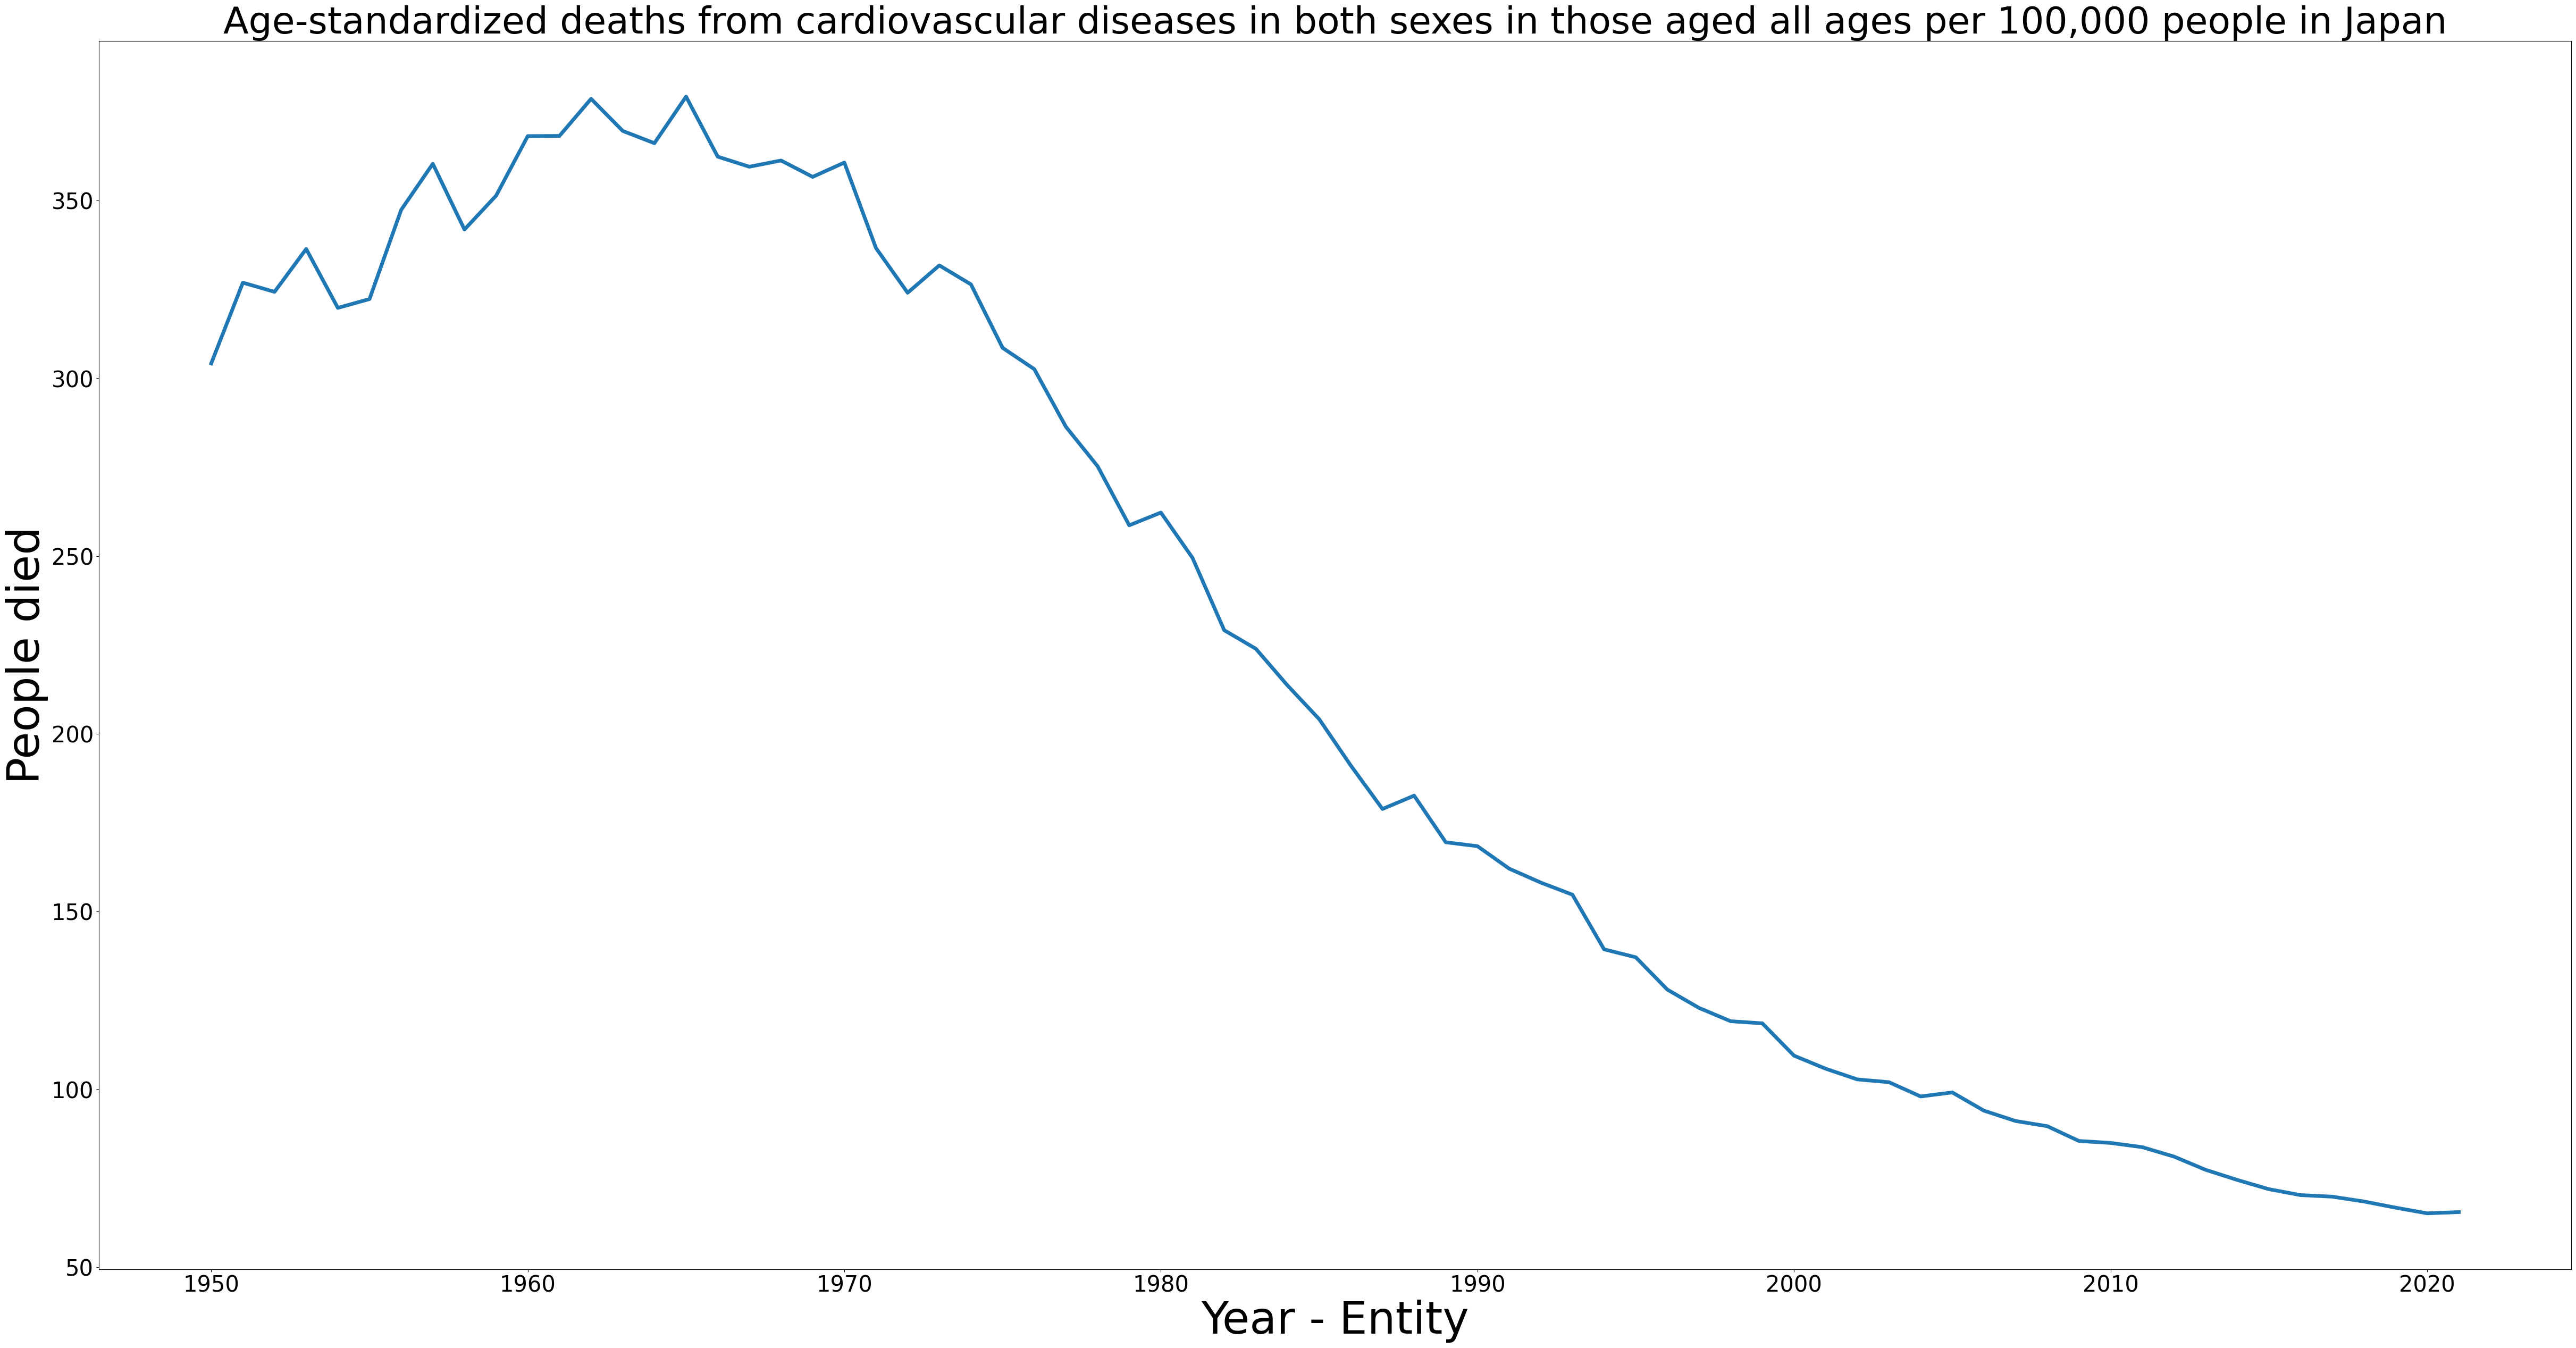 Age-standardized deaths from cardiovascular diseases in both sexes in those aged all ages per 100,000 people in Japan
People died
350
300
250
200
150
100
50
1950 1960 1970 1980 1990 2000 2010 2020
Year - Entity